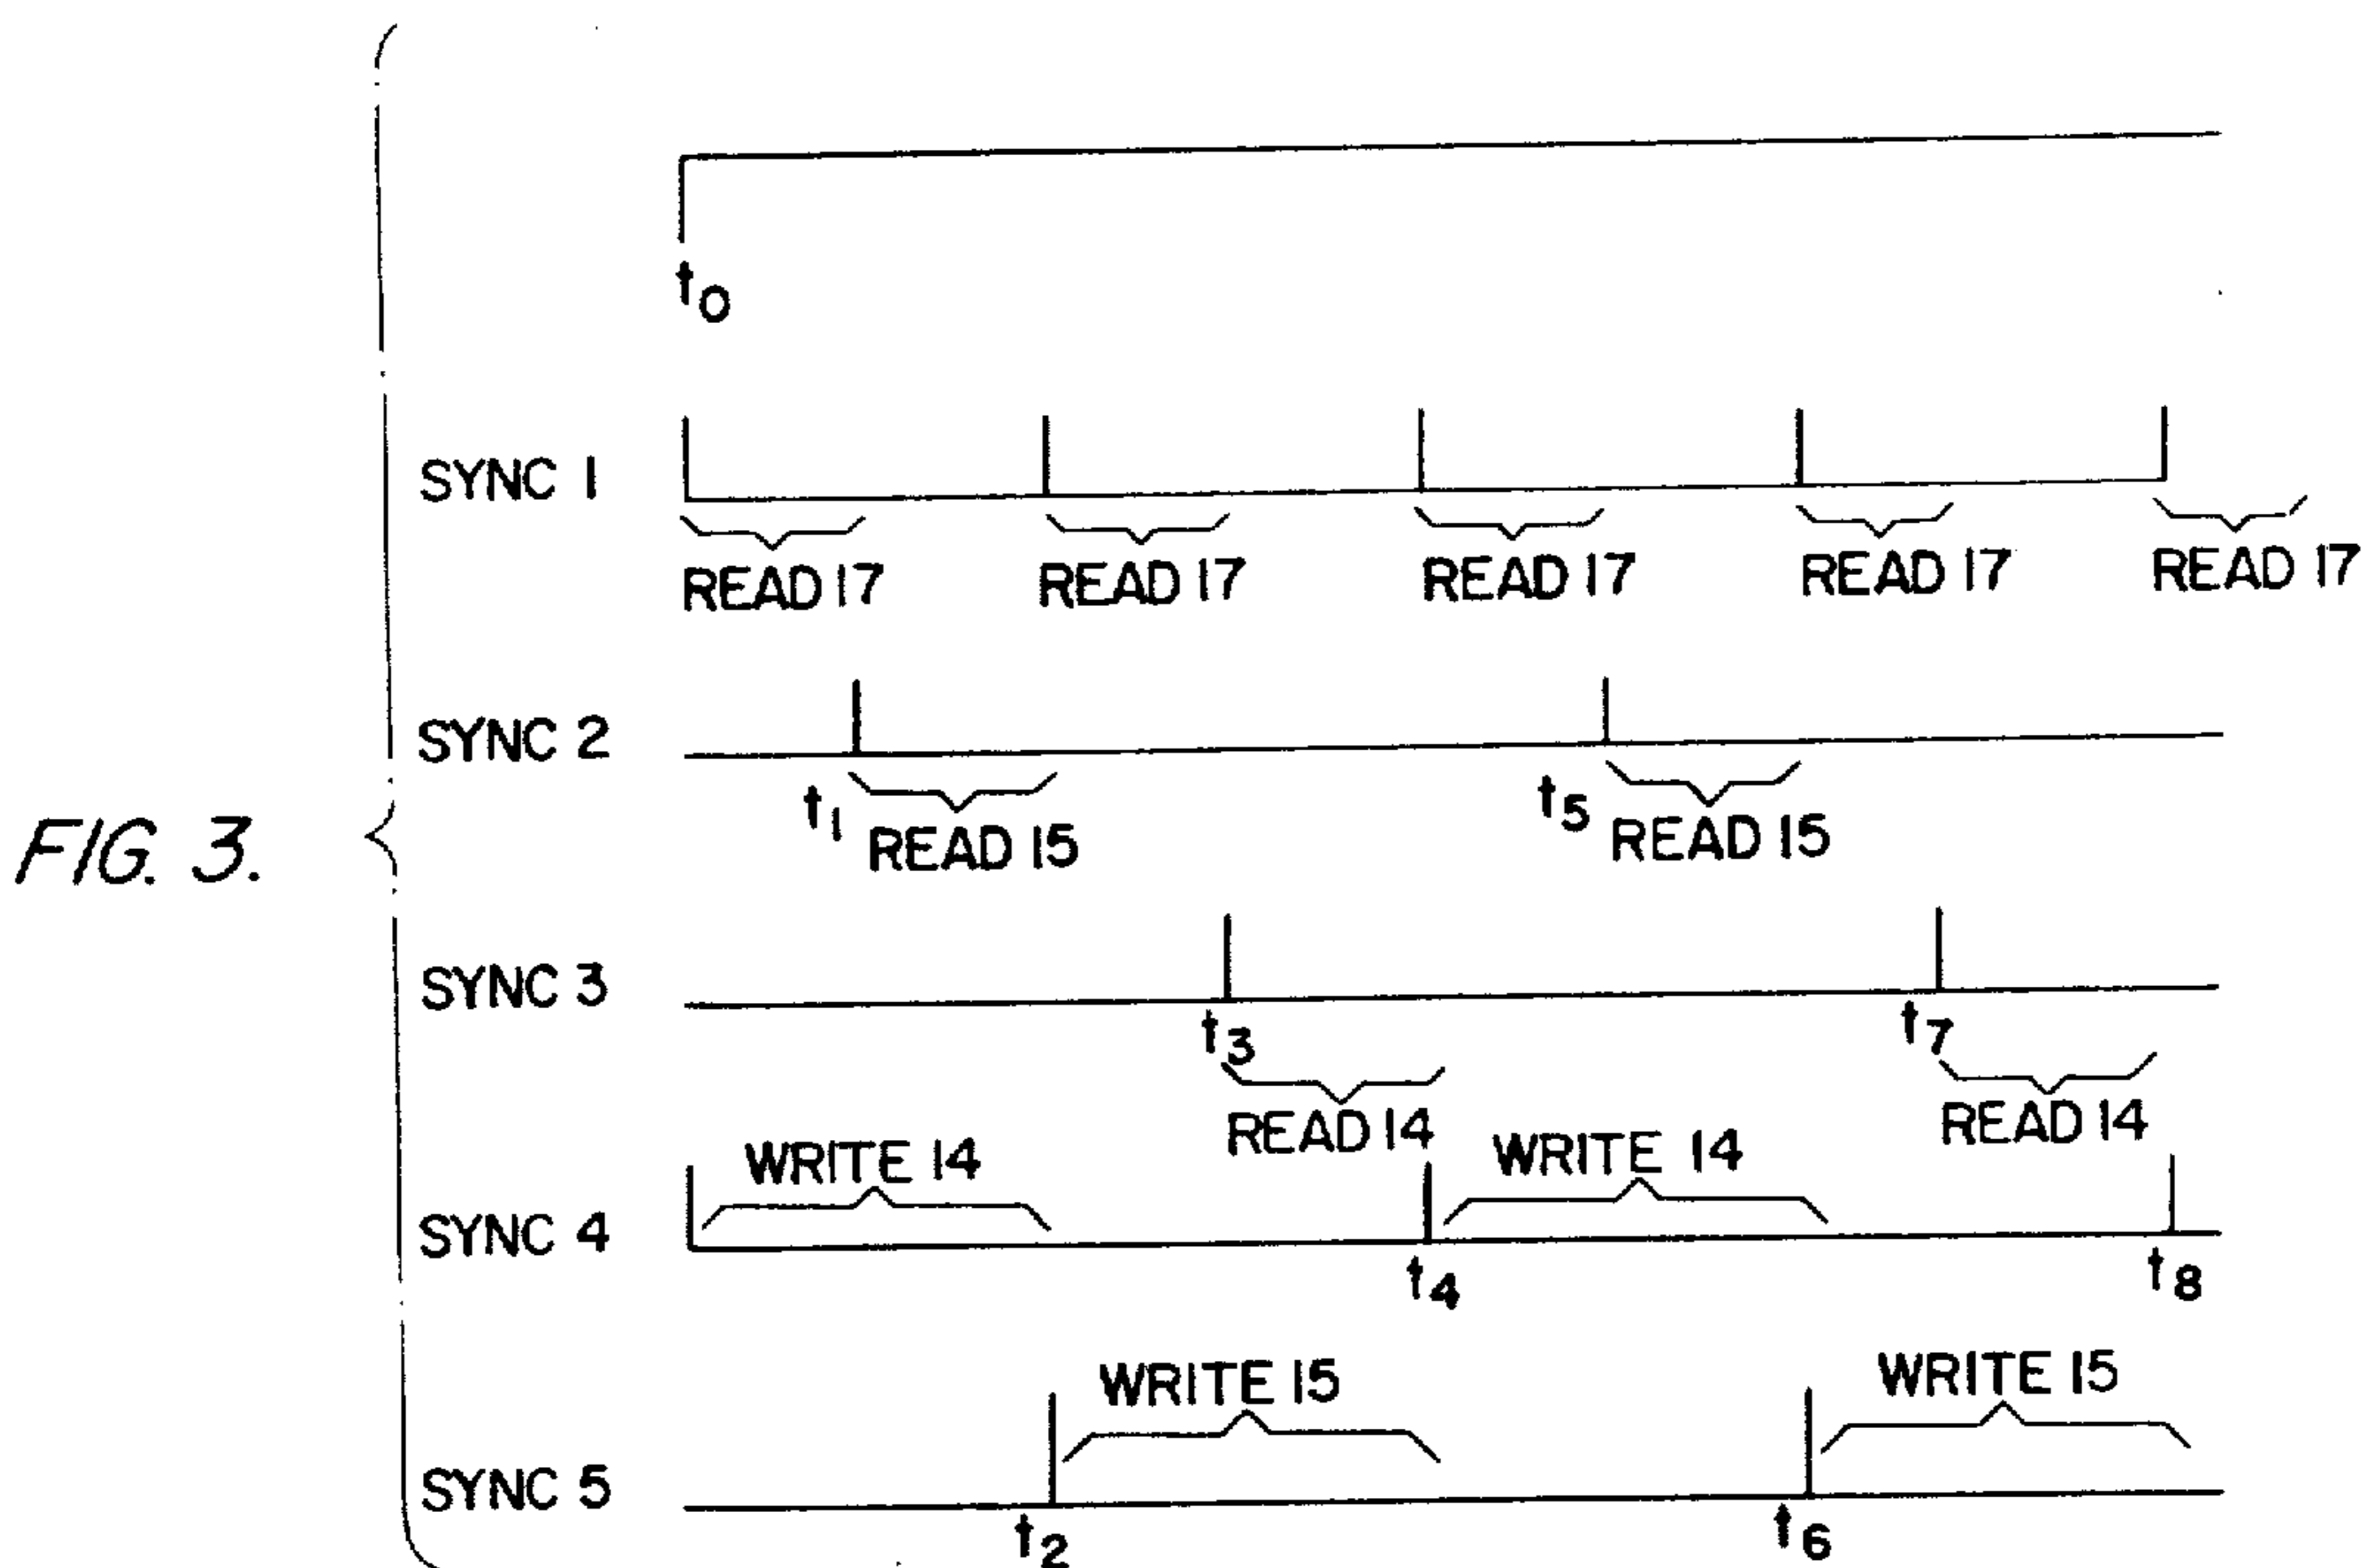 t0
SYNC 1
READ 17 READ 17 READ 17 READ 17 READ 17
SYNC 2
t1 READ 15 t5 READ 15
FIG. 3.
SYNC 3
t3 t7
READ 14 READ 14
WRITE 14 WRITE 14
SYNC 4
t4 t8
WRITE 15 WRITE 15
SYNC 5
t2 t6